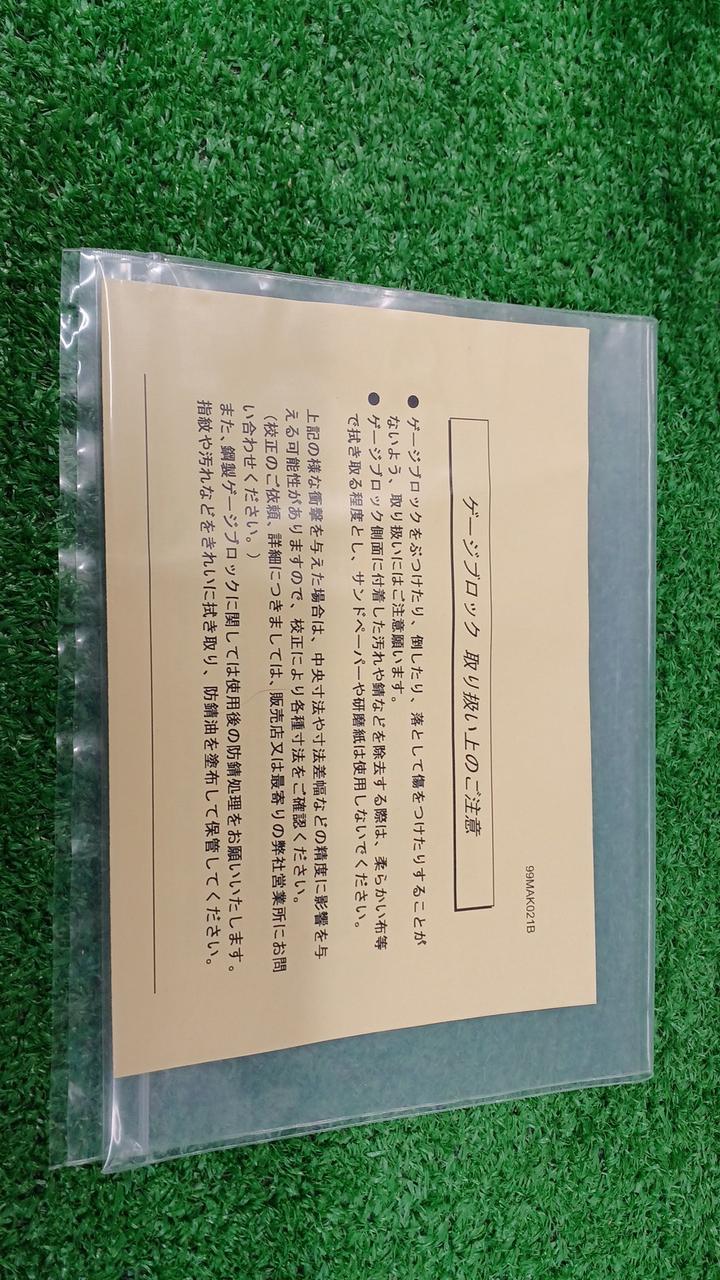 99MAK021B
ゲージブロック 取り扱い上のご注意
● ゲージブロックをぶつけたり、倒したり、落として傷をつけたりすることが
ないよう、取り扱いにはご注意願います。
● ゲージブロック側面に付着した汚れや錆などを除去する際は、柔らかい布等
で拭き取る程度とし、サンドペーパーや研磨紙は使用しないでください。
上記の様な衝撃を与えた場合は、中央寸法や寸法差幅などの精度に影響を与
える可能性がありますので、校正により各種寸法をご確認ください。
（校正のご依頼、詳細につきましては、販売店又は最寄りの弊社営業所にお問
い合わせください。）
また、鋼製ゲージブロックに関しては使用後の防錆処理をお願いいたします。
指紋や汚れなどをきれいに拭き取り、防錆油を塗布して保管してください。